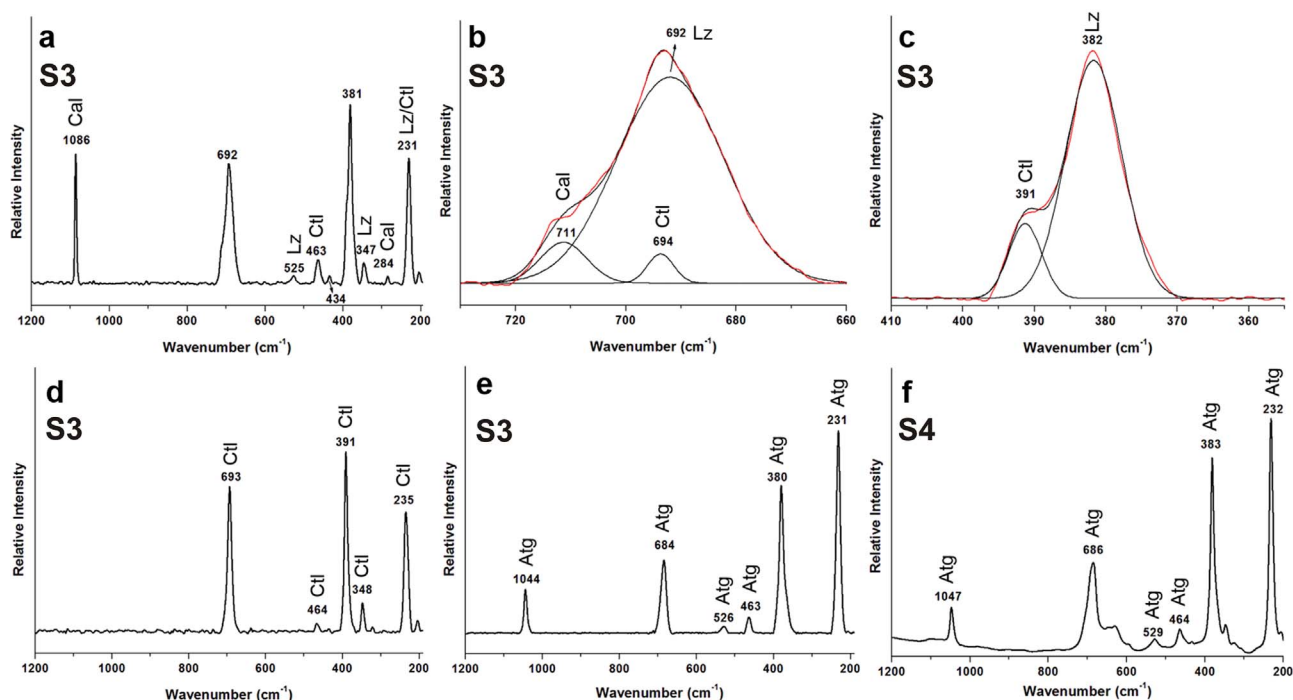 a
S3
Relative Intensity
Cal
1086
692
Lz
525
Ctl
463
434
381
Lz
347
Cal
284
Lz/Ctl
231
1200 1000 800 600 400 200
Wavenumber (cm-1)
b
S3
Relative Intensity
692 Lz
Cal
711
Ctl
694
720 700 680 660
Wavenumber (cm-1)
c
S3
Relative Intensity
Lz
382
Ctl
391
410 400 390 380 370 360
Wavenumber (cm-1)
d
S3
Relative Intensity
Ctl
693
Ctl
464
Ctl
391
Ctl
348
Ctl
235
1200 1000 800 600 400 200
Wavenumber (cm-1)
e
S3
Relative Intensity
Atg
1044
Atg
684
Atg
526
Atg
463
Atg
380
Atg
231
1200 1000 800 600 400 200
Wavenumber (cm-1)
f
S4
Relative Intensity
Atg
1047
Atg
686
Atg
529
Atg
464
Atg
383
Atg
232
1200 1000 800 600 400 200
Wavenumber (cm-1)